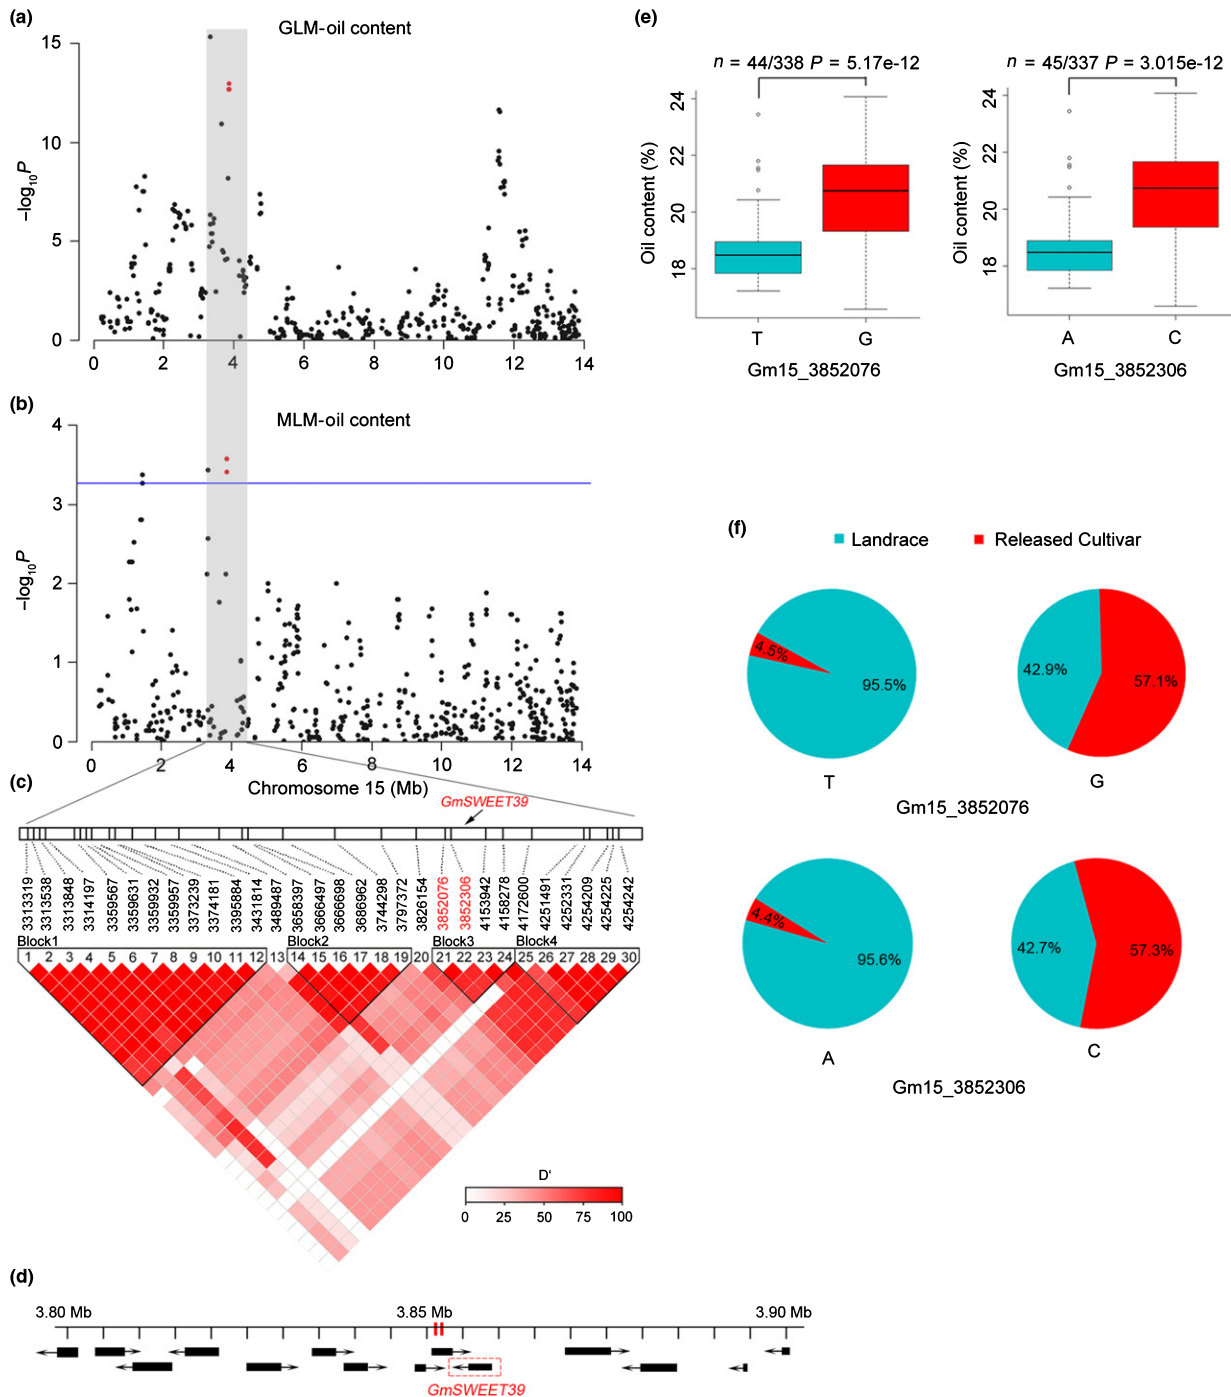 (a)
GLM-oil content
15
10
5
0
−log10P
0 2 4 6 8 10 12 14
(b)
MLM-oil content
4
3
2
1
0
−log10P
0 2 4 6 8 10 12 14
Chromosome 15 (Mb)
(c)
GmSWEET39
3313319
3313538
3313848
3314197
3359567
3359631
3359932
3359957
3373239
3374181
3395884
3431814
3489487
3658397
3666497
3666698
3686962
3744298
3797372
3826154
3852076
3852306
4153942
4158278
4172600
4251491
4252331
4254209
4254225
4254242
Block1 Block2 Block3 Block4
1 2 3 4 5 6 7 8 9 10 11 12 13 14 15 16 17 18 19 20 21 22 23 24 25 26 27 28 29 30
D'
0 25 50 75 100
(d)
3.80 Mb 3.85 Mb 3.90 Mb
GmSWEET39
(e)
n = 44/338 P = 5.17e-12
24
22
20
18
Oil content (%)
T G
Gm15_3852076
n = 45/337 P = 3.015e-12
24
22
20
18
Oil content (%)
A C
Gm15_3852306
(f)
Landrace Released Cultivar
4.5%
95.5%
T
42.9%
57.1%
G
Gm15_3852076
4.4%
95.6%
A
42.7%
57.3%
C
Gm15_3852306